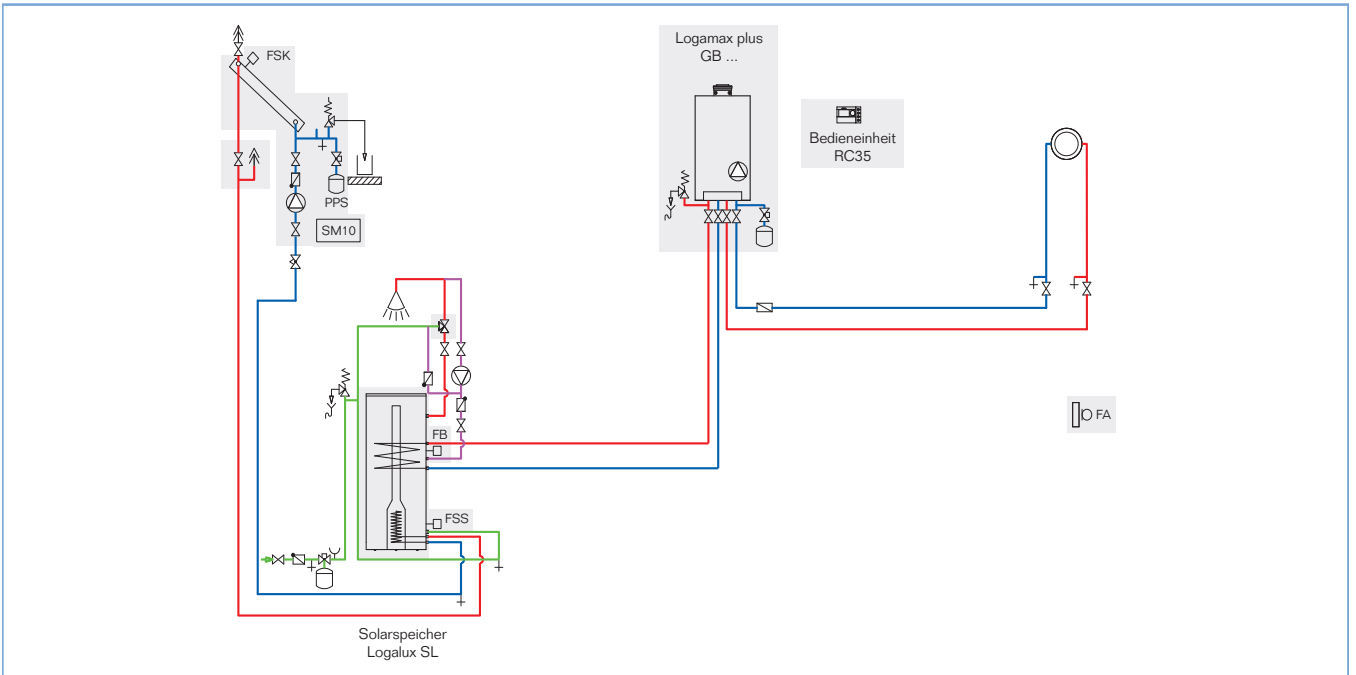 FSK
PPS
SM10
Logamax plus
GB ...
Bedieneinheit
RC35
FB
FSS
FA
Solarspeicher
Logalux SL